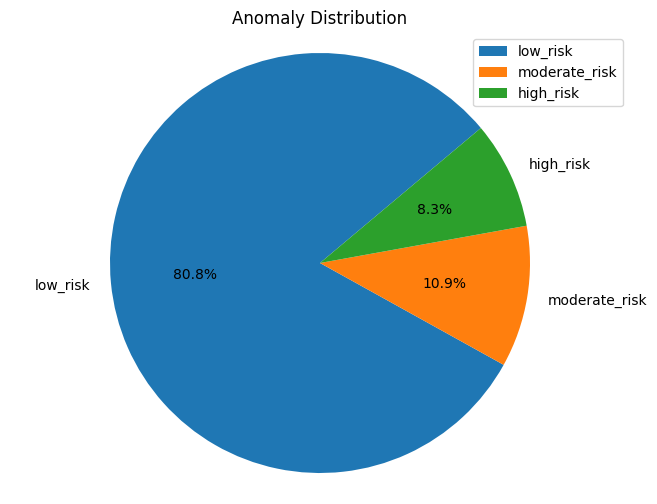 Anomaly Distribution
low_risk
moderate_risk
high_risk
high_risk
8.3%
80.8%
10.9%
low_risk
moderate_risk